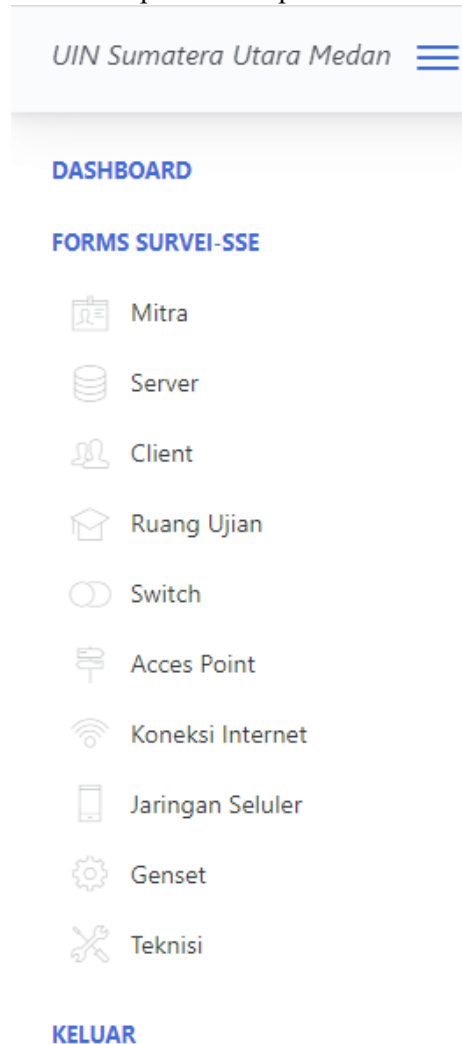 UIN Sumatera Utara Medan
DASHBOARD
FORMS SURVEI-SSE
Mitra
Server
Client
Ruang Ujian
Switch
Acces Point
Koneksi Internet
Jaringan Seluler
Genset
Teknisi
KELUAR